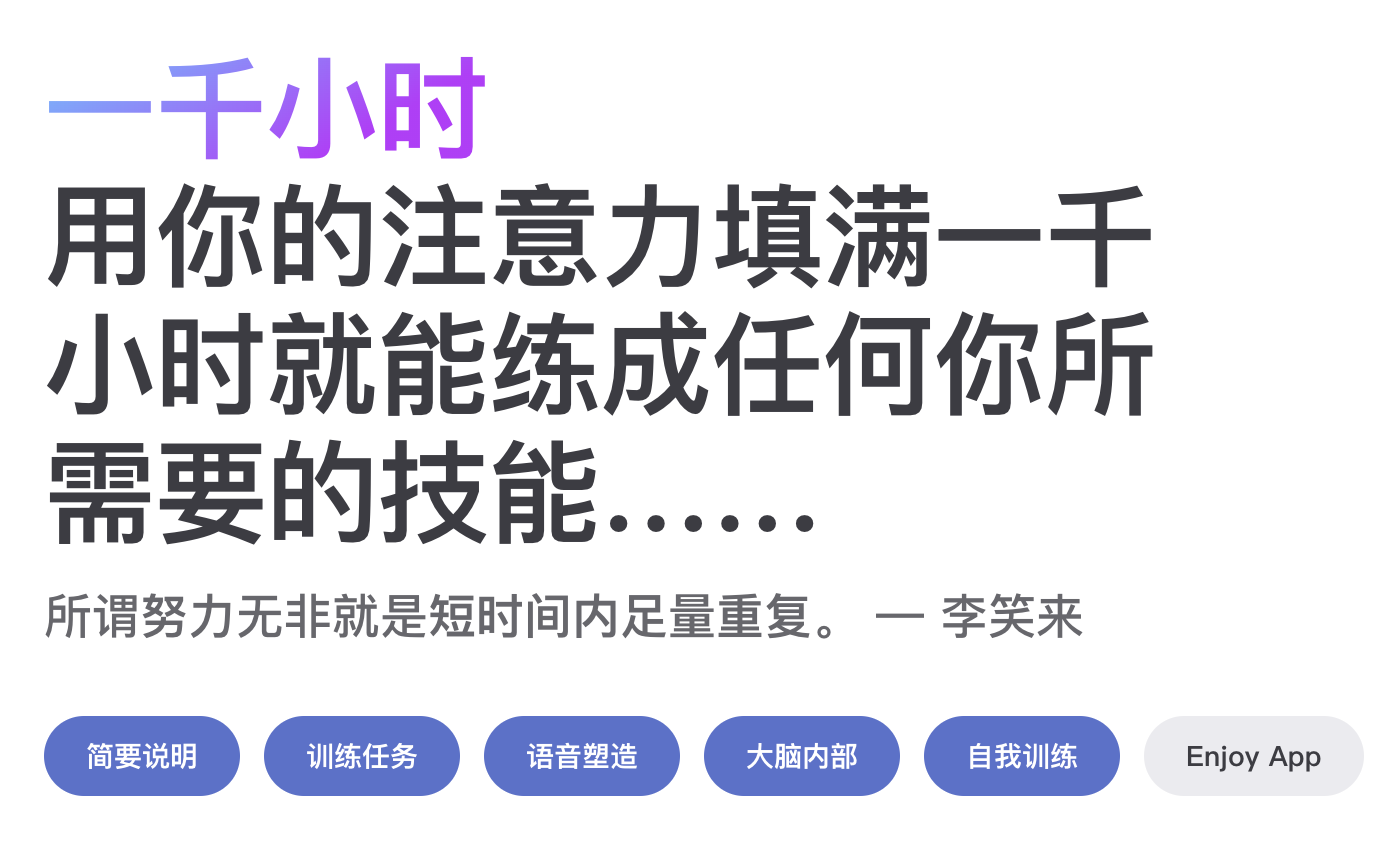 一千小时
用你的注意力填满一千
小时就能练成任何你所
需要的技能……
所谓努力无非就是短时间内足量重复。 — 李笑来
简要说明
训练任务
语音塑造
大脑内部
自我训练
Enjoy App